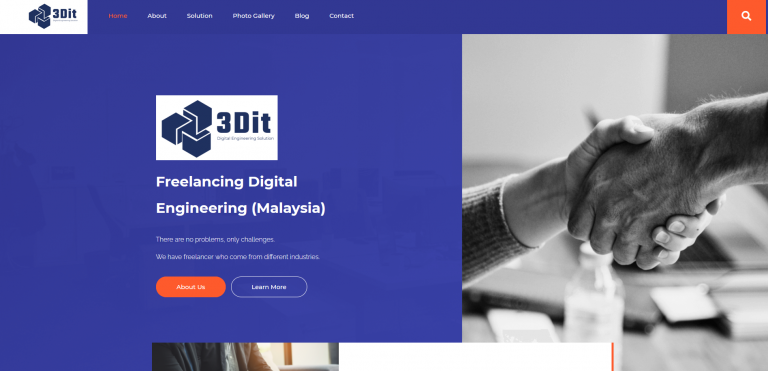 3Dit
Home
About
Solution
Photo Gallery
Blog
Contact
3Dit
Digital Engineering Solution
Freelancing Digital
Engineering (Malaysia)
There are no problems, only challenges.
We have freelancer who come from different industries.
About Us
Learn More